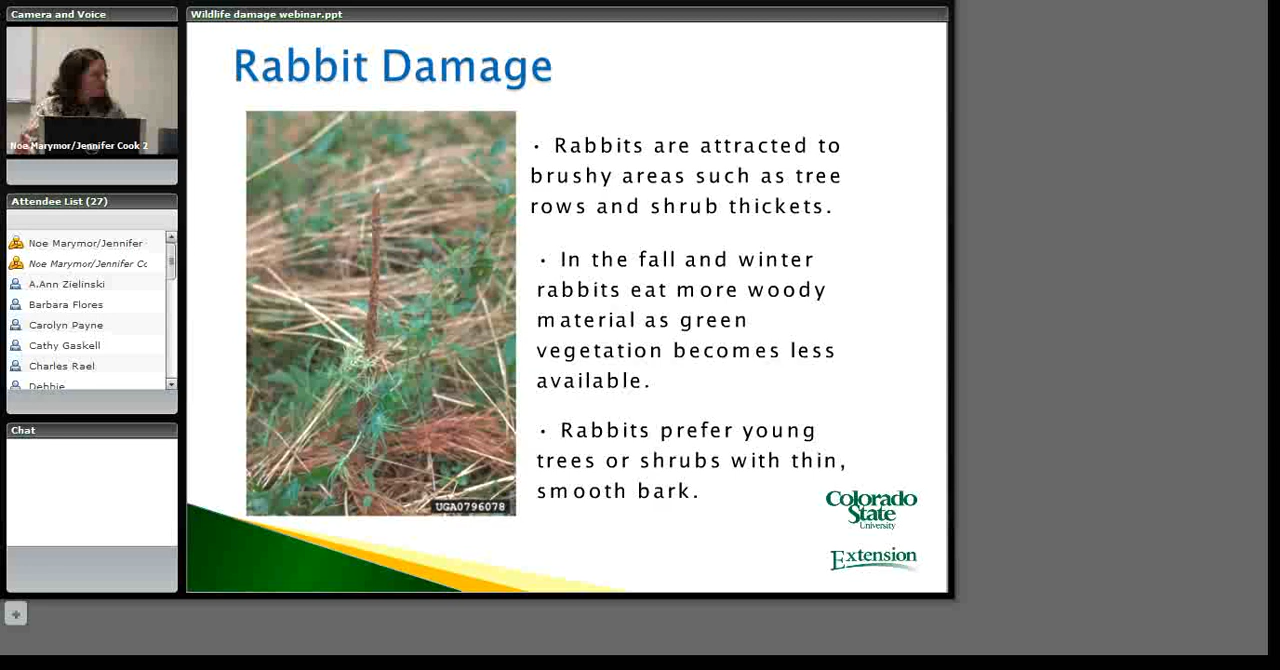 Camera and Voice
Noe Marymor/Jennifer Cook 2
Attendee List (27)
Noe Marymor/Jennifer
Noe Marymor/Jennifer Co
A.Ann Zielinski
Barbara Flores
Carolyn Payne
Cathy Gaskell
Charles Rael
Debbie
Chat
Wildlife damage webinar.ppt
Rabbit Damage
• Rabbits are attracted to
brushy areas such as tree
rows and shrub thickets.
• In the fall and winter
rabbits eat more woody
material as green
vegetation becomes less
available.
• Rabbits prefer young
trees or shrubs with thin,
smooth bark.
UGA0796078
Colorado
State
University
Extension